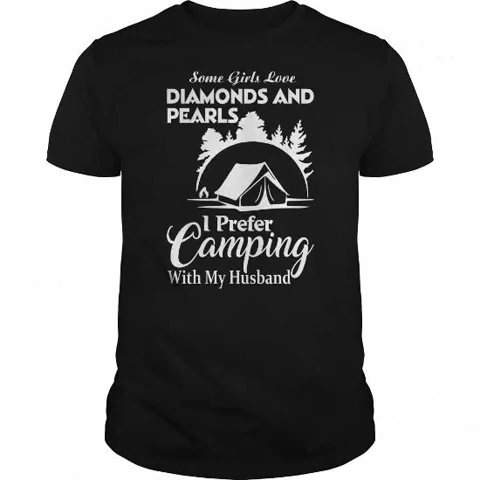 Some Girls Love
DIAMONDS AND
PEARLS
I Prefer
Camping
With My Husband